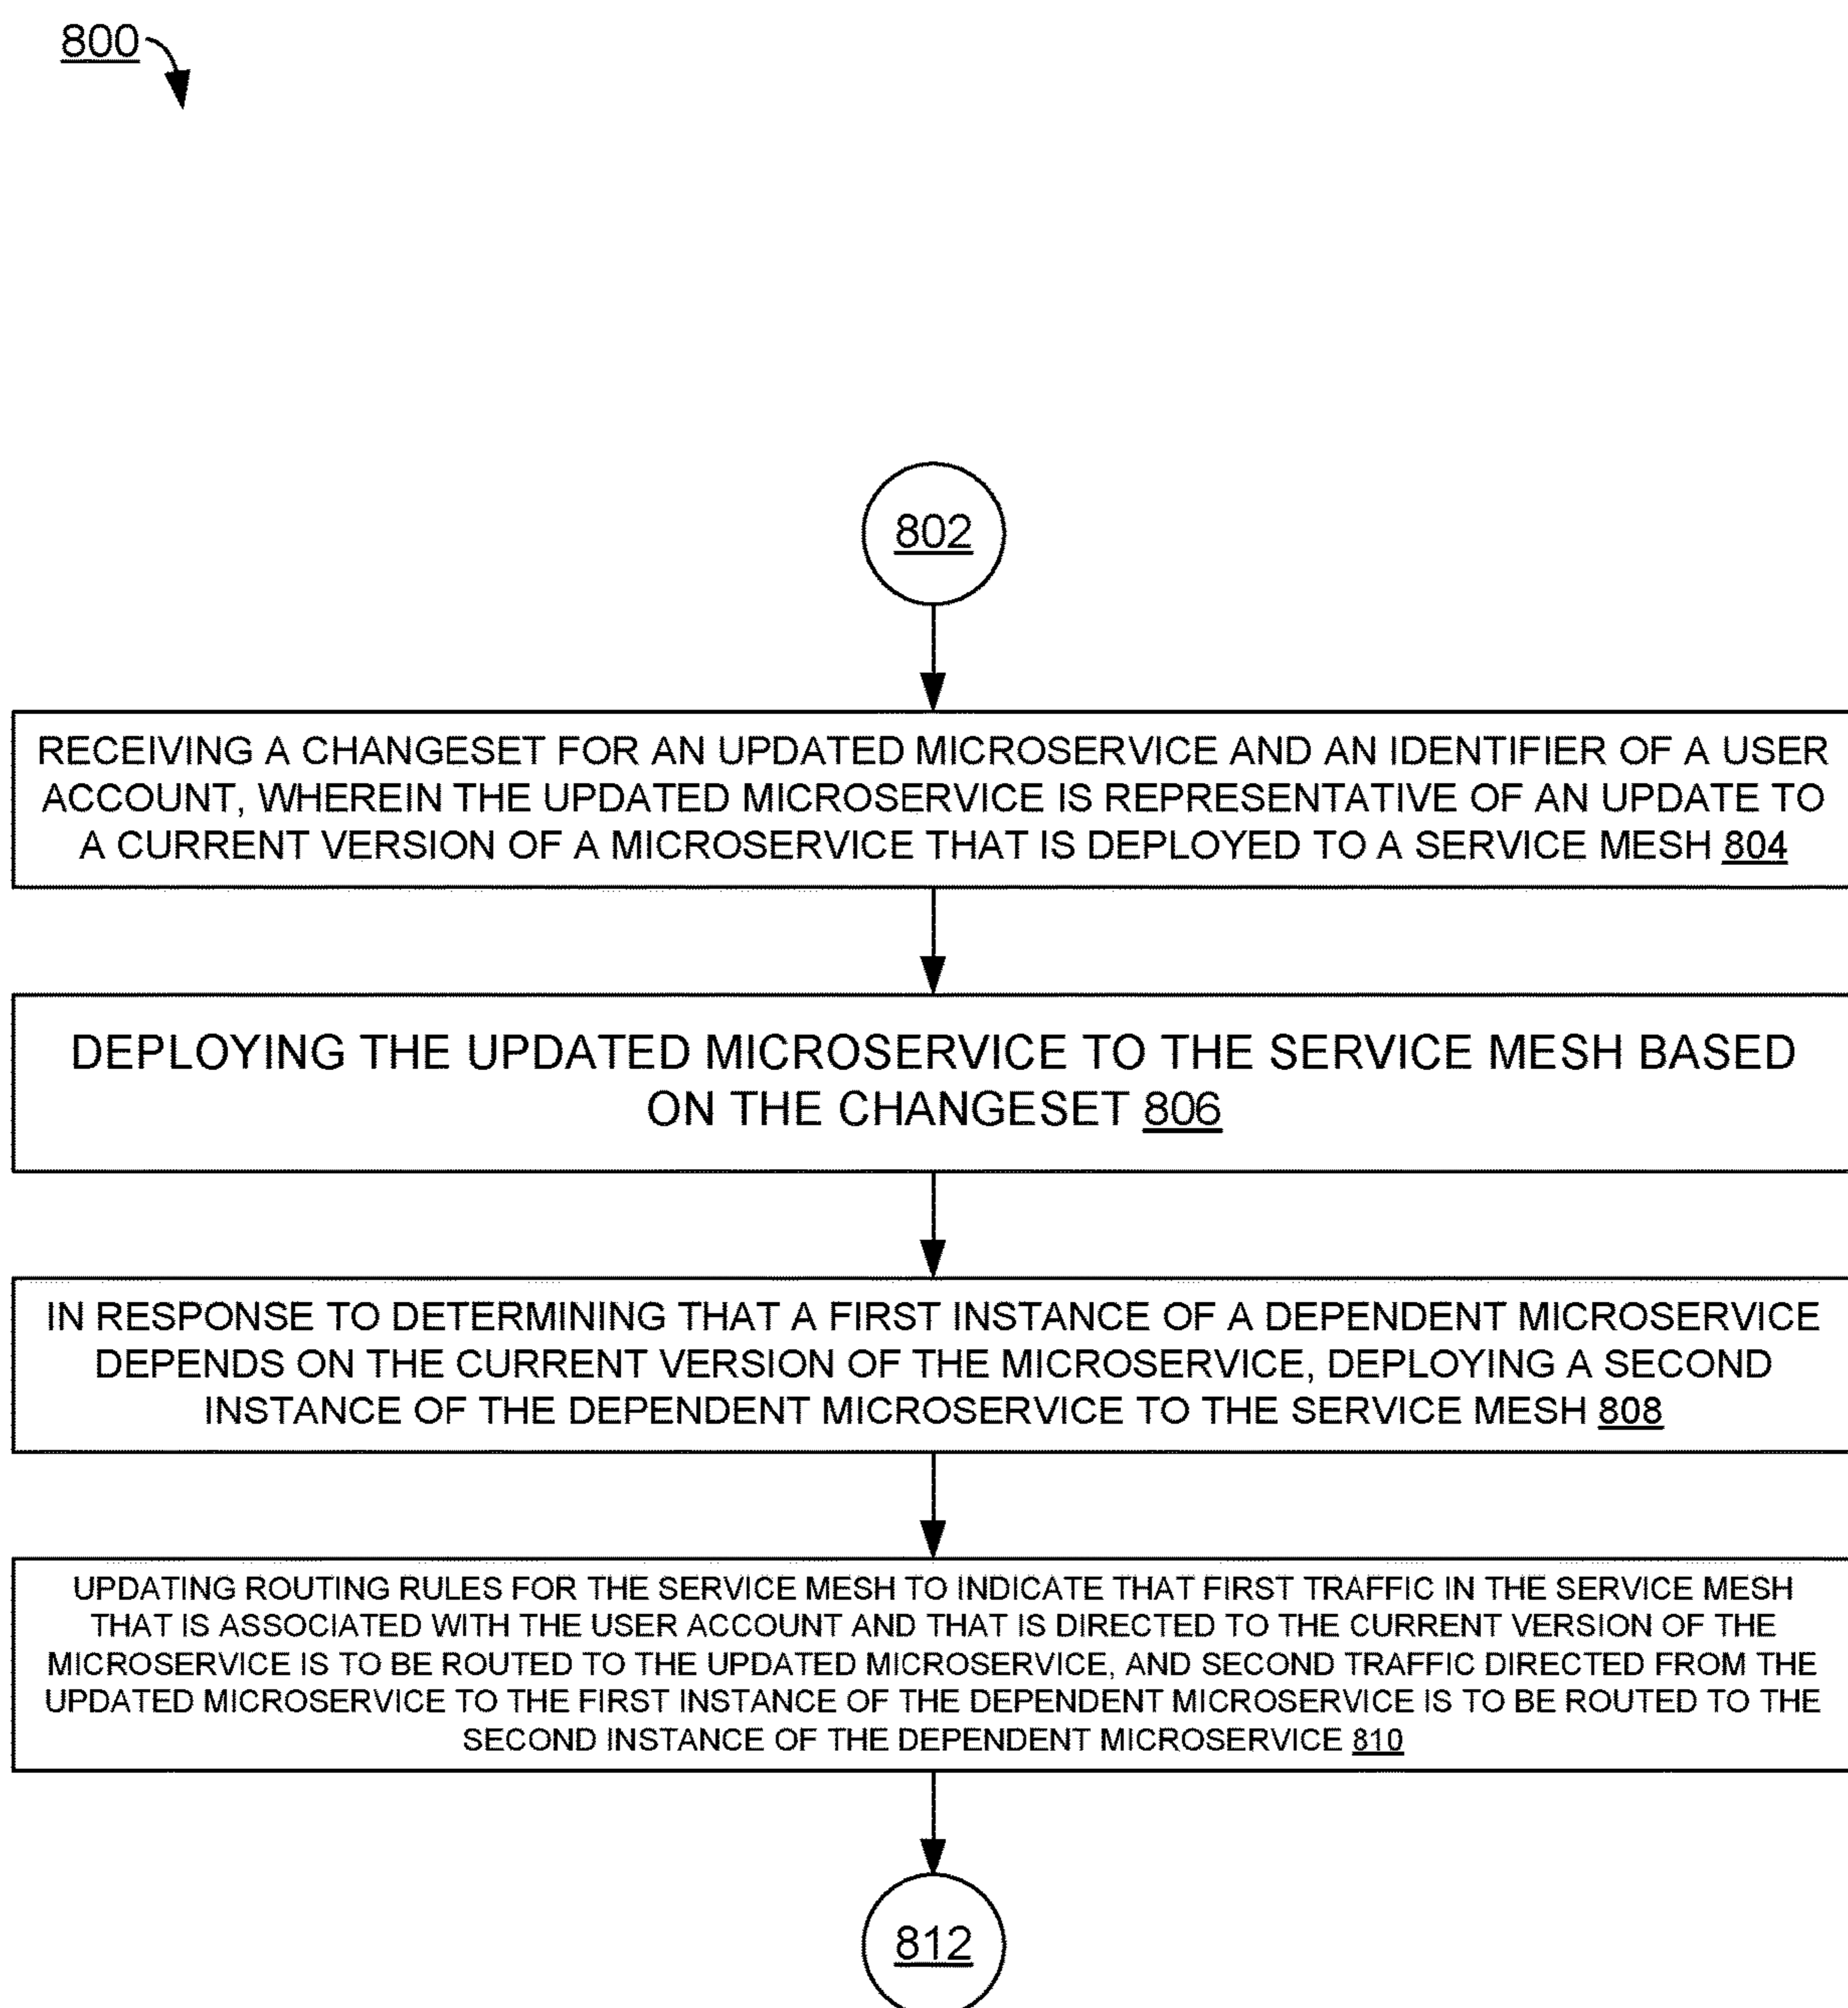 800
802
RECEIVING A CHANGESET FOR AN UPDATED MICROSERVICE AND AN IDENTIFIER OF A USER
ACCOUNT, WHEREIN THE UPDATED MICROSERVICE IS REPRESENTATIVE OF AN UPDATE TO
A CURRENT VERSION OF A MICROSERVICE THAT IS DEPLOYED TO A SERVICE MESH 804
DEPLOYING THE UPDATED MICROSERVICE TO THE SERVICE MESH BASED
ON THE CHANGESET 806
IN RESPONSE TO DETERMINING THAT A FIRST INSTANCE OF A DEPENDENT MICROSERVICE
DEPENDS ON THE CURRENT VERSION OF THE MICROSERVICE, DEPLOYING A SECOND
INSTANCE OF THE DEPENDENT MICROSERVICE TO THE SERVICE MESH 808
UPDATING ROUTING RULES FOR THE SERVICE MESH TO INDICATE THAT FIRST TRAFFIC IN THE SERVICE MESH
THAT IS ASSOCIATED WITH THE USER ACCOUNT AND THAT IS DIRECTED TO THE CURRENT VERSION OF THE
MICROSERVICE IS TO BE ROUTED TO THE UPDATED MICROSERVICE, AND SECOND TRAFFIC DIRECTED FROM THE
UPDATED MICROSERVICE TO THE FIRST INSTANCE OF THE DEPENDENT MICROSERVICE IS TO BE ROUTED TO THE
SECOND INSTANCE OF THE DEPENDENT MICROSERVICE 810
812